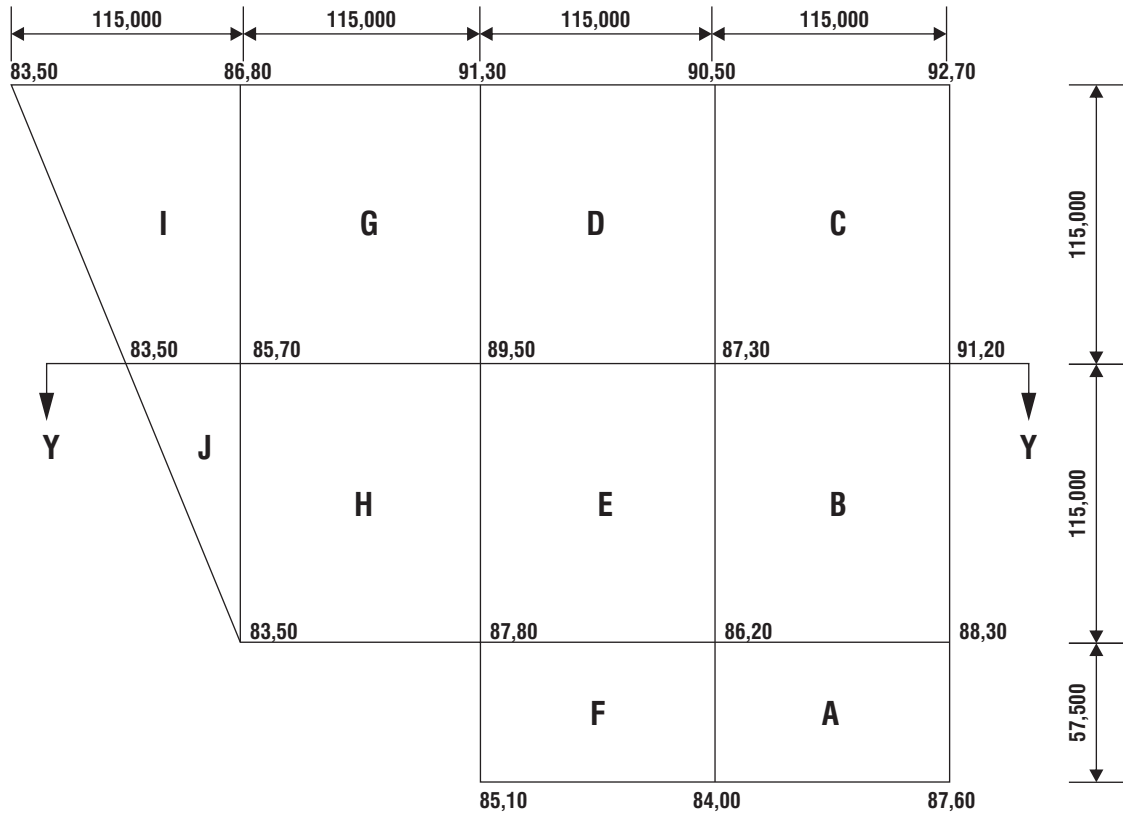 115,000 115,000 115,000 115,000
83,50 86,80 91,30 90,50 92,70
I G D C
115,000
83,50 85,70 89,50 87,30 91,20
Y J Y
H E B
115,000
83,50 87,80 86,20 88,30
F A
57,500
85,10 84,00 87,60